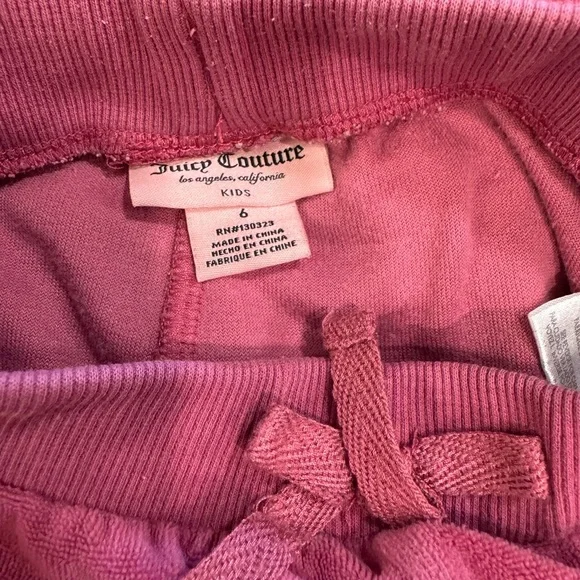 Juicy Couture
los angeles, california
KIDS
6
RN#130323
MADE IN CHINA
HECHO EN CHINA
FABRIQUE EN CHINE